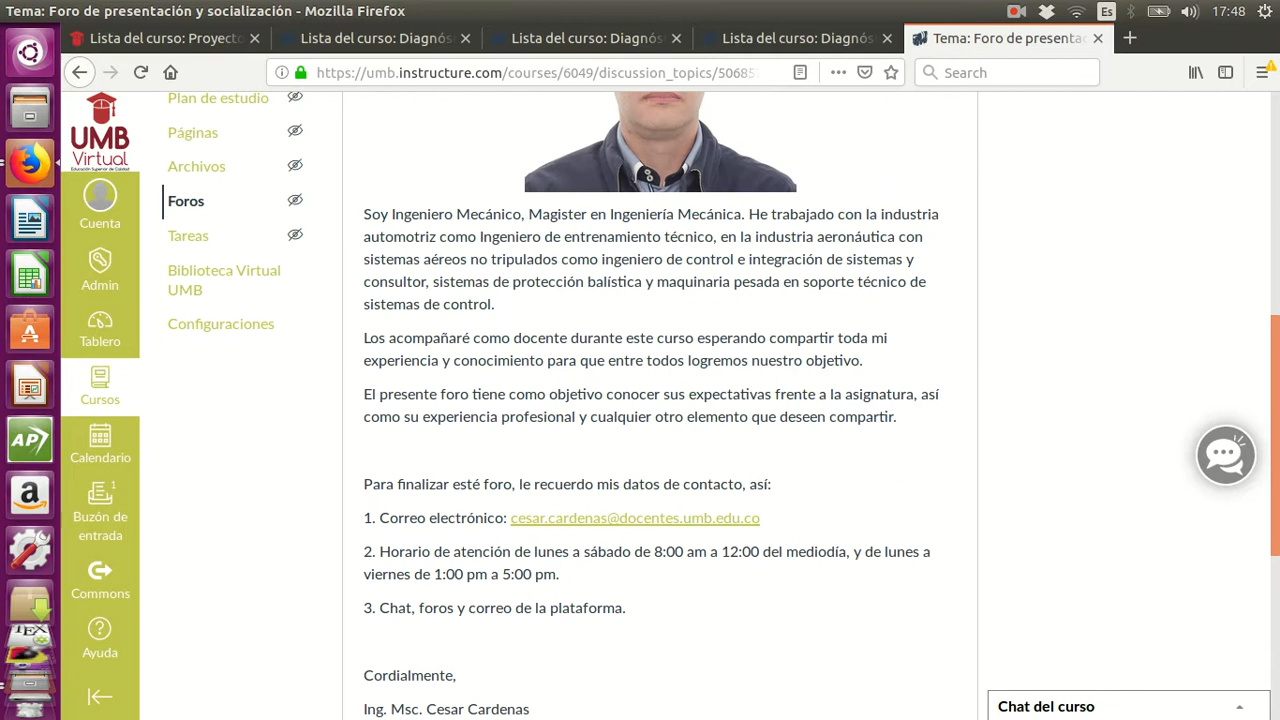 Tema: Foro de presentación y socialización - Mozilla Firefox
Es
17:48
Lista del curso: Proyecto
Lista del curso: Diagnós
Lista del curso: Diagnós
Lista del curso: Diagnós
Tema: Foro de presenta
https://umb.instructure.com/courses/6049/discussion_topics/50685
Search
UMB
Virtual
Educación Superior de Calidad
Cuenta
Admin
Tablero
Cursos
Calendario
1
Buzón de
entrada
Commons
Ayuda
Plan de estudio
Páginas
Archivos
Foros
Tareas
Biblioteca Virtual
UMB
Configuraciones
Soy Ingeniero Mecánico, Magister en Ingeniería Mecánica. He trabajado con la industria
automotriz como Ingeniero de entrenamiento técnico, en la industria aeronáutica con
sistemas aéreos no tripulados como ingeniero de control e integración de sistemas y
consultor, sistemas de protección balística y maquinaria pesada en soporte técnico de
sistemas de control.
Los acompañaré como docente durante este curso esperando compartir toda mi
experiencia y conocimiento para que entre todos logremos nuestro objetivo.
El presente foro tiene como objetivo conocer sus expectativas frente a la asignatura, así
como su experiencia profesional y cualquier otro elemento que deseen compartir.
Para finalizar esté foro, le recuerdo mis datos de contacto, así:
1. Correo electrónico: cesar.cardenas@docentes.umb.edu.co
2. Horario de atención de lunes a sábado de 8:00 am a 12:00 del mediodía, y de lunes a
viernes de 1:00 pm a 5:00 pm.
3. Chat, foros y correo de la plataforma.
Cordialmente,
Ing. Msc. Cesar Cardenas
Chat del curso
AP
a
TEX